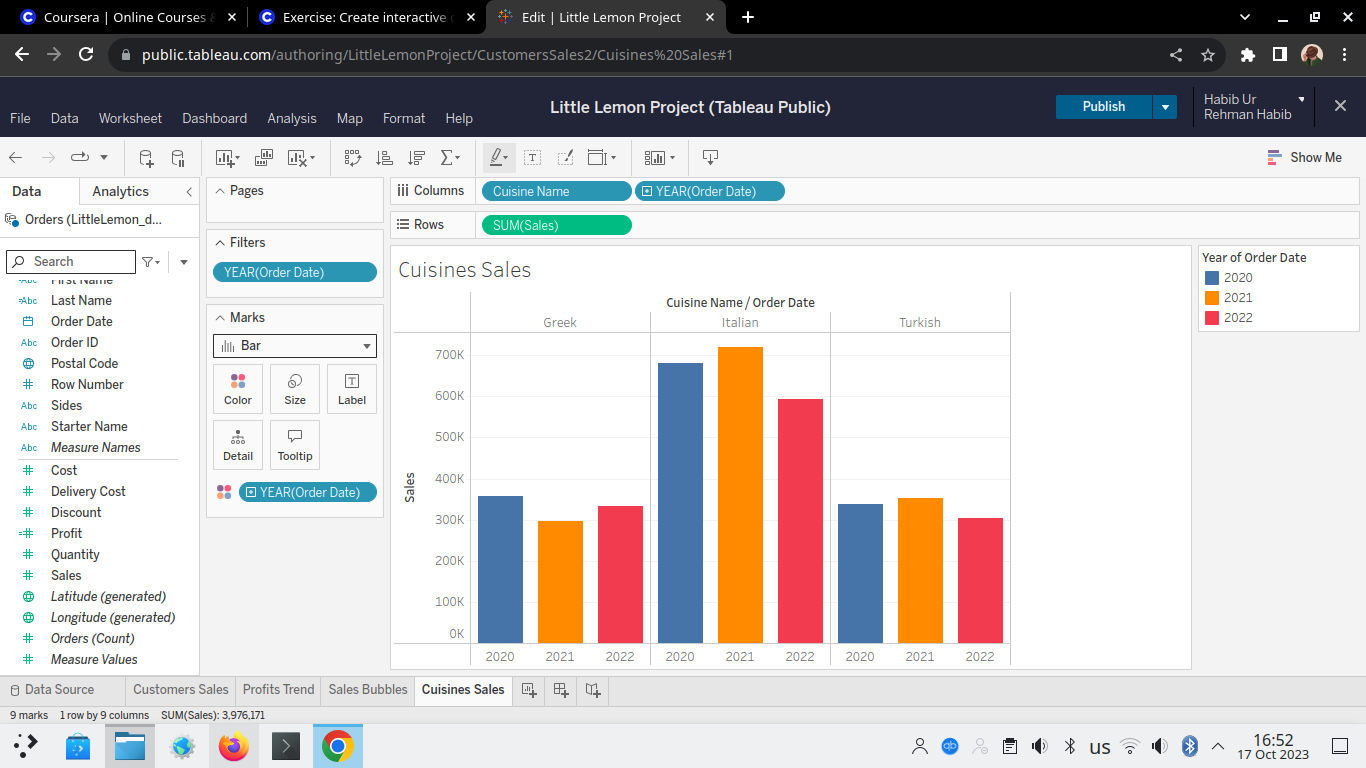 Coursera | Online Courses &
Exercise: Create interactive
Edit | Little Lemon Project
public.tableau.com/authoring/LittleLemonProject/CustomersSales2/Cuisines%20Sales#1
Little Lemon Project (Tableau Public)
Publish
Habib Ur
Rehman Habib
File Data Worksheet Dashboard Analysis Map Format Help
Show Me
Data Analytics
Orders (LittleLemon_d...
Search
First Name
Abc Last Name
Order Date
Abc Order ID
Postal Code
Row Number
Abc Sides
Abc Starter Name
Abc Measure Names
Cost
Delivery Cost
Discount
Profit
Quantity
Sales
Latitude (generated)
Longitude (generated)
Orders (Count)
Measure Values
Pages
Filters
YEAR(Order Date)
Marks
Bar
Color Size Label
Detail Tooltip
YEAR(Order Date)
Columns Cuisine Name YEAR(Order Date)
Rows SUM(Sales)
Cuisines Sales
Cuisine Name / Order Date
Greek Italian Turkish
Sales
700K
600K
500K
400K
300K
200K
100K
0K
2020 2021 2022 2020 2021 2022 2020 2021 2022
Year of Order Date
2020
2021
2022
Data Source Customers Sales Profits Trend Sales Bubbles Cuisines Sales
9 marks 1 row by 9 columns SUM(Sales): 3,976,171
us
16:52
17 Oct 2023